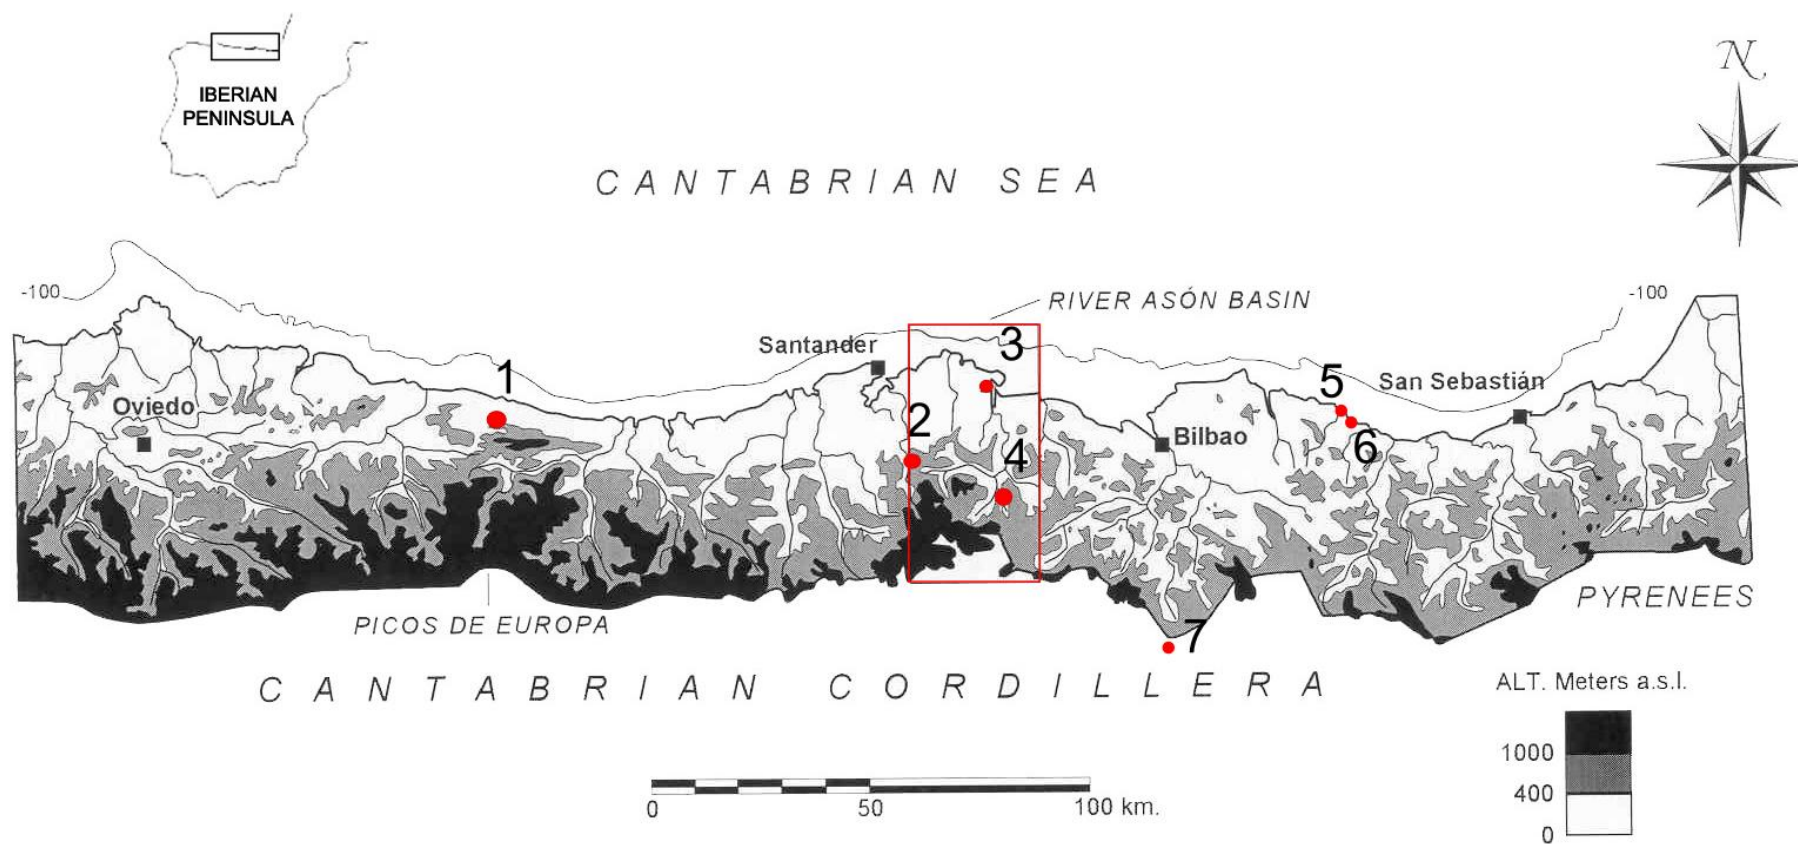 N
IBERIAN
PENINSULA
CANTABRIAN SEA
-100
RIVER ASÓN BASIN
-100
Santander
3
1
5
San Sebastián
Oviedo
2
Bilbao
6
4
PICOS DE EUROPA
PYRENEES
7
CANTABRIAN CORDILLERA
ALT. Meters a.s.l.
1000
400
0
0
50
100 km.